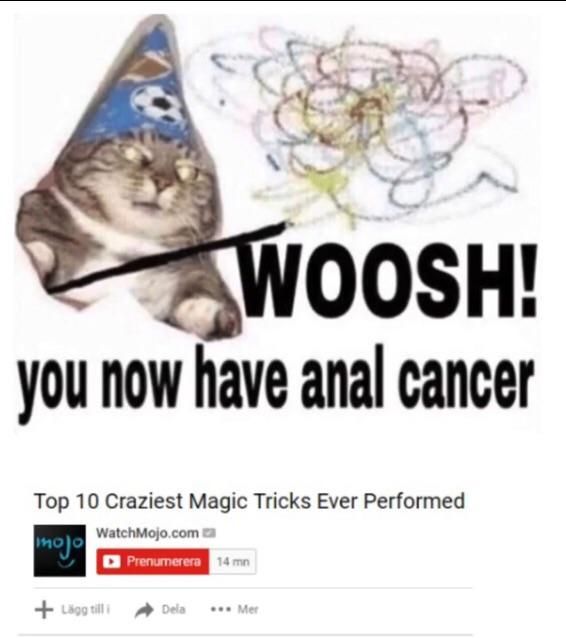 WOOSH!
you now have anal cancer
Top 10 Craziest Magic Tricks Ever Performed
mojo
WatchMojo.com
Prenumerera 14 mn
Lägg till i Dela Mer